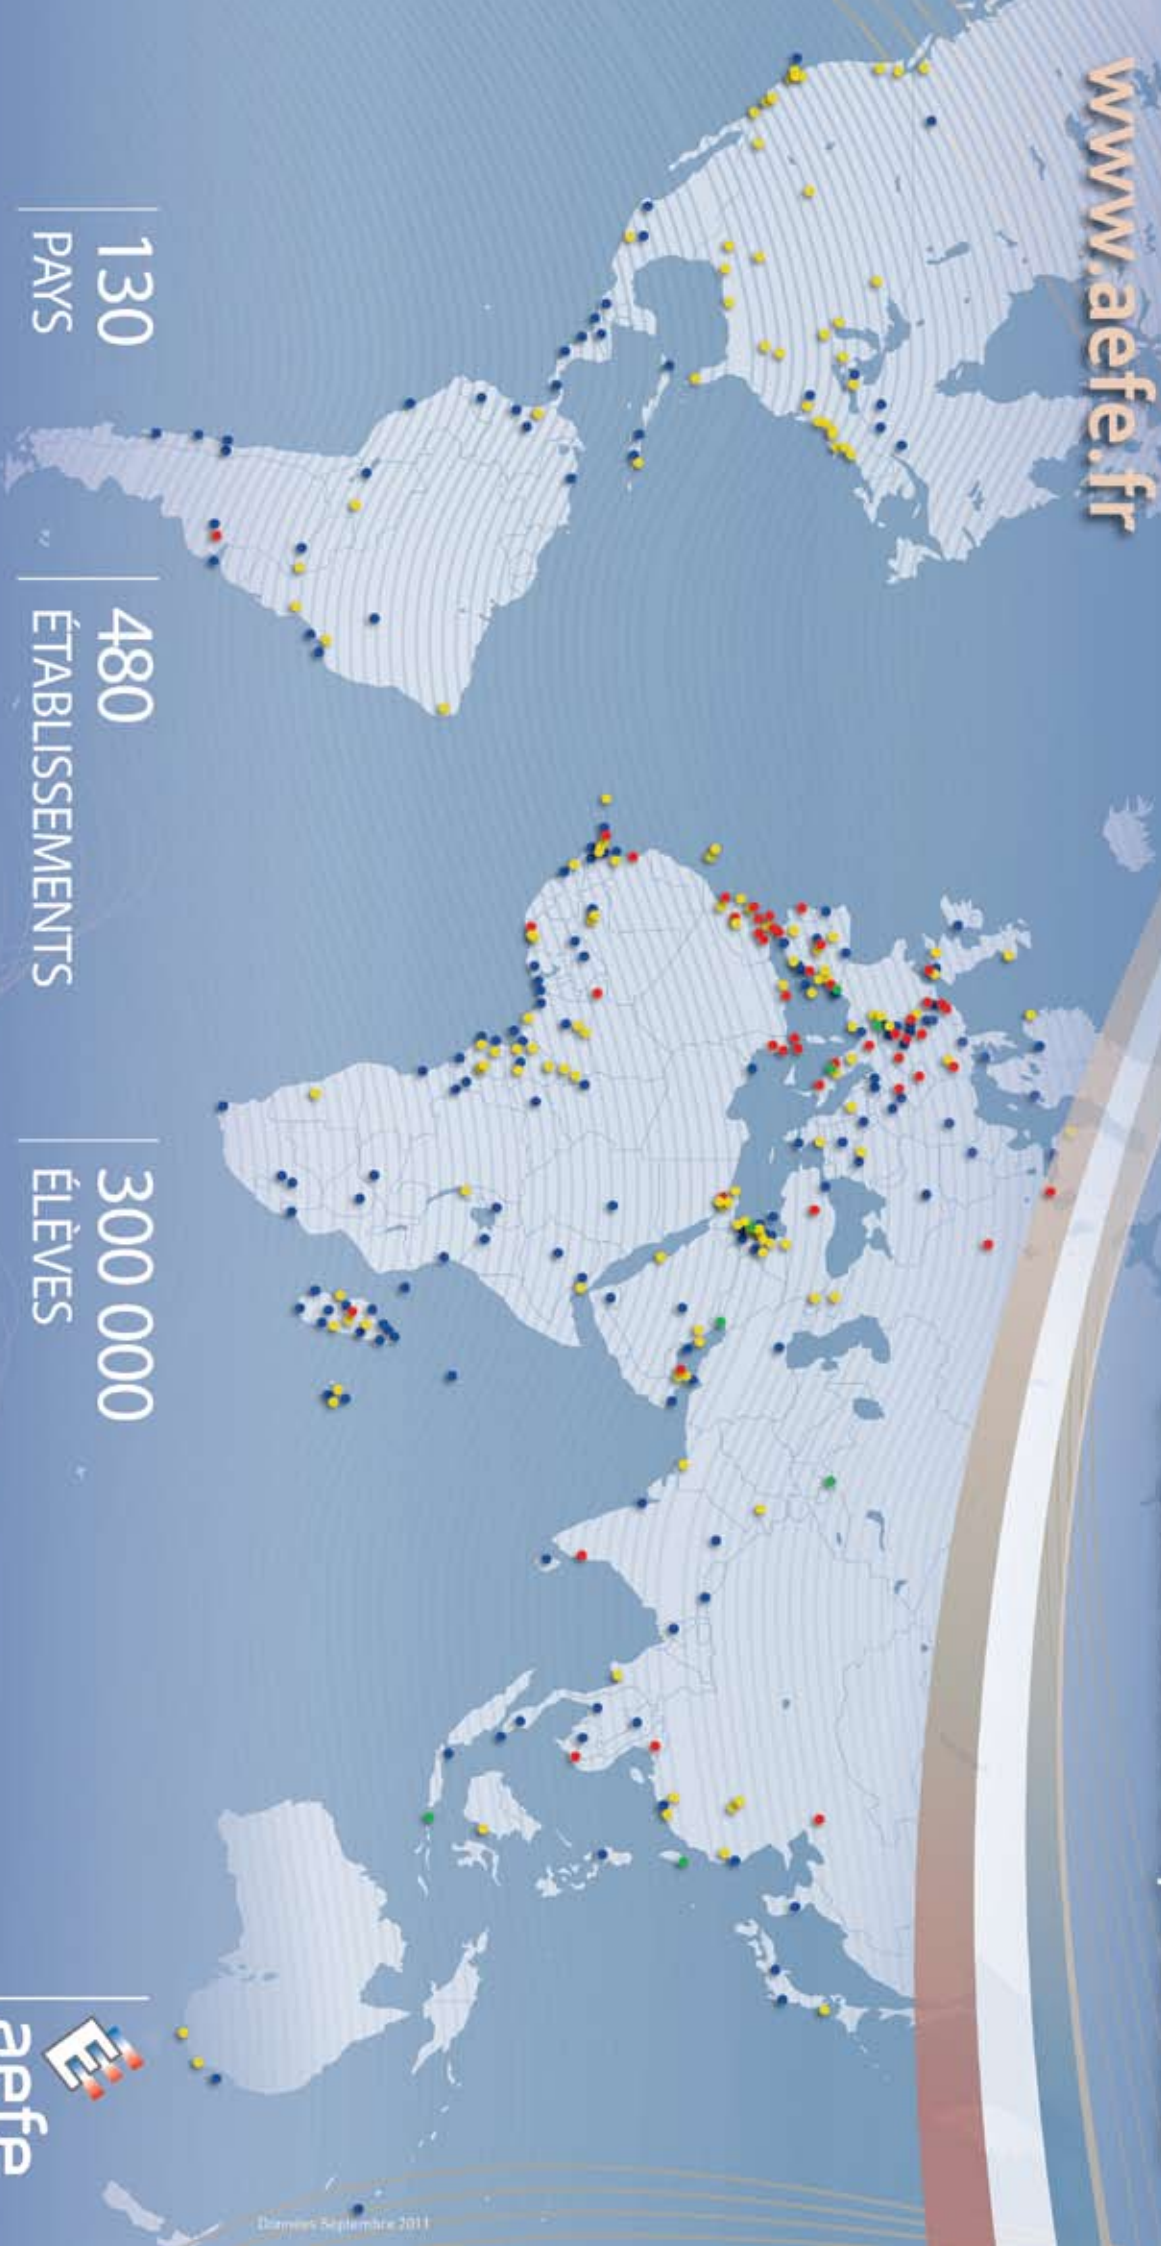 www.aefe.fr
130
PAYS
480
ÉTABLISSEMENTS
300 000
ÉLÈVES
aefe
Données Septembre 2011